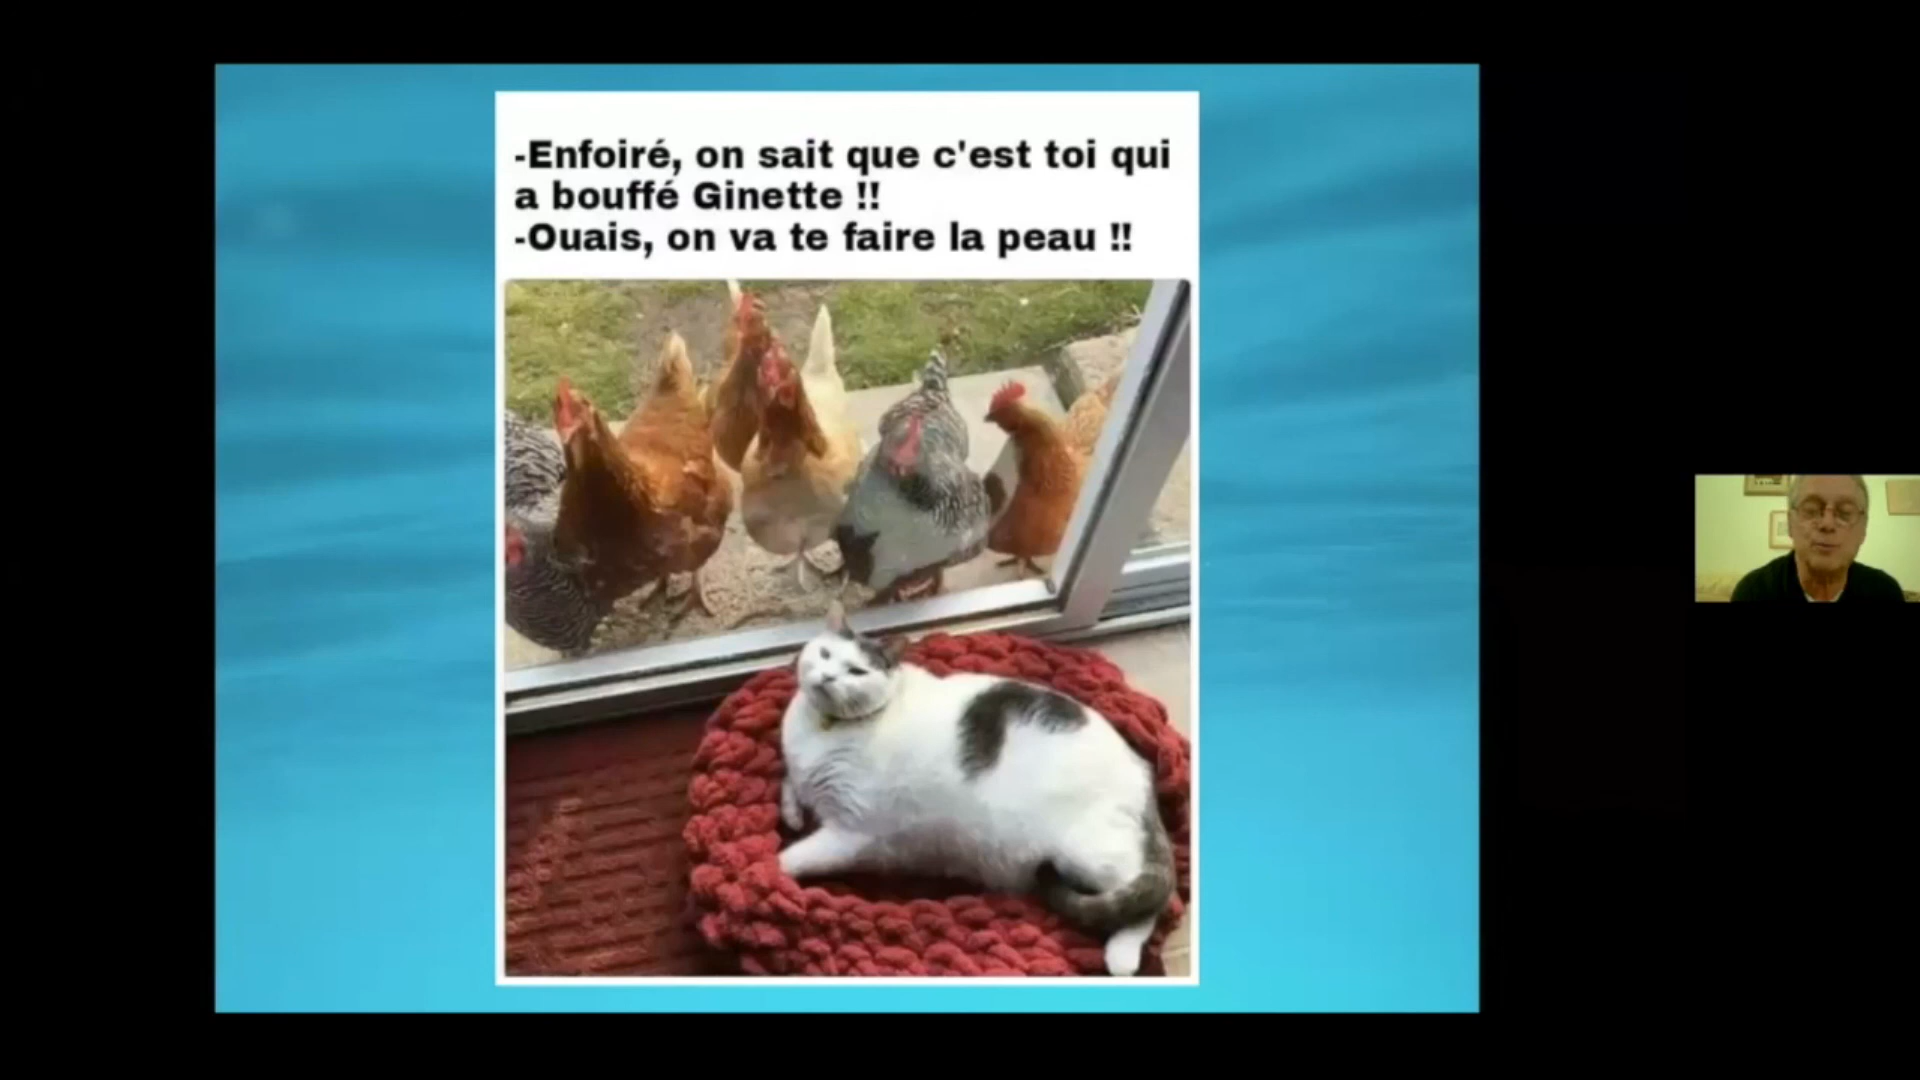 -Enfoiré, on sait que c'est toi qui
a bouffé Ginette !!
-Ouais, on va te faire la peau !!